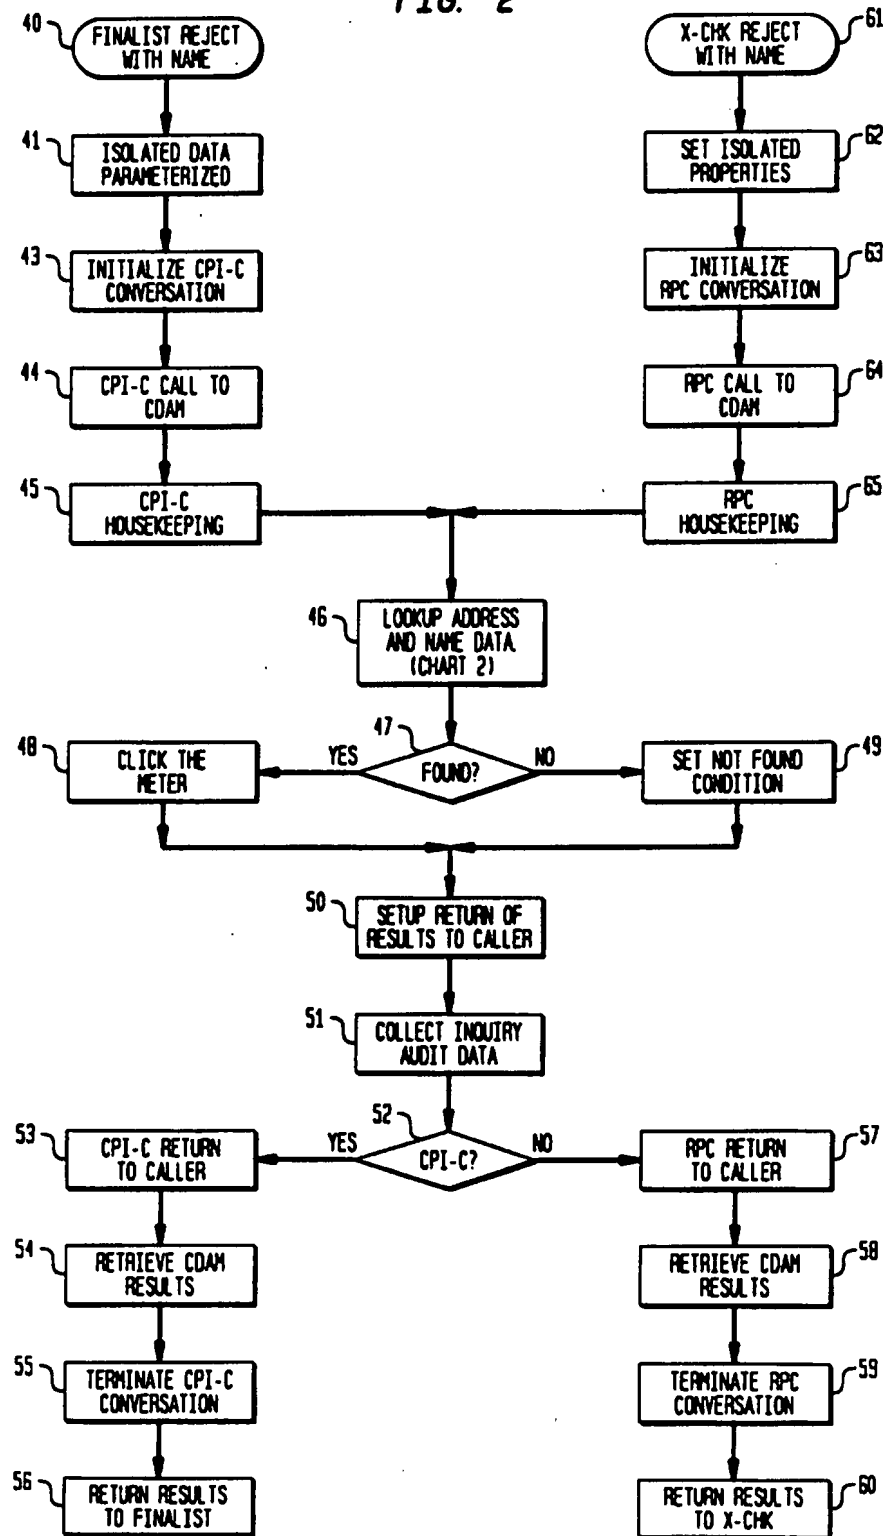 FIG. 2
40
FINALIST REJECT
WITH NAME
61
X-CHK REJECT
WITH NAME
41
ISOLATED DATA
PARAMETERIZED
62
SET ISOLATED
PROPERTIES
43
INITIALIZE CPI-C
CONVERSATION
63
INITIALIZE
RPC CONVERSATION
44
CPI-C CALL TO
CDAM
64
RPC CALL TO
CDAM
45
CPI-C
HOUSEKEEPING
65
RPC
HOUSEKEEPING
46
LOOKUP ADDRESS
AND NAME DATA
(CHART 2)
47
FOUND?
YES
NO
48
CLICK THE
METER
49
SET NOT FOUND
CONDITION
50
SETUP RETURN OF
RESULTS TO CALLER
51
COLLECT INQUIRY
AUDIT DATA
52
CPI-C?
YES
NO
53
CPI-C RETURN
TO CALLER
57
RPC RETURN
TO CALLER
54
RETRIEVE CDAM
RESULTS
58
RETRIEVE CDAM
RESULTS
55
TERMINATE CPI-C
CONVERSATION
59
TERMINATE RPC
CONVERSATION
56
RETURN RESULTS
TO FINALIST
60
RETURN RESULTS
TO X-CHK